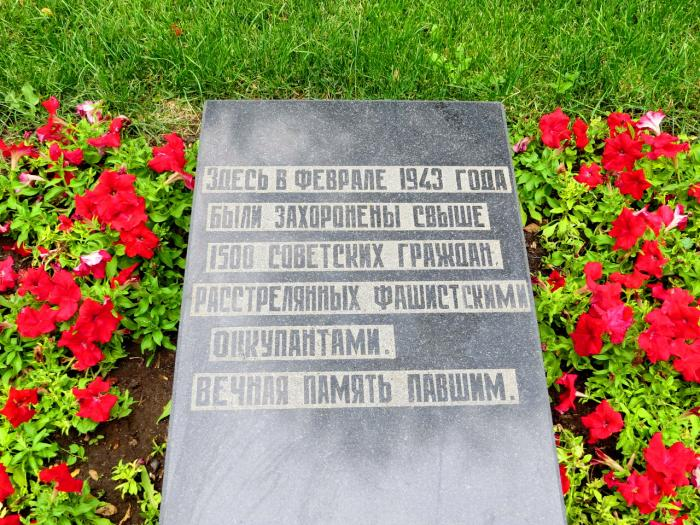 ЗДЕСЬ В ФЕВРАЛЕ 1943 ГОДА
БЫЛИ ЗАХОРОНЕНЫ СВЫШЕ
1500 СОВЕТСКИХ ГРАЖДАН.
РАССТРЕЛЯННЫХ ФАШИСТСКИМИ
ОККУПАНТАМИ.
ВЕЧНАЯ ПАМЯТЬ ПАВШИМ.